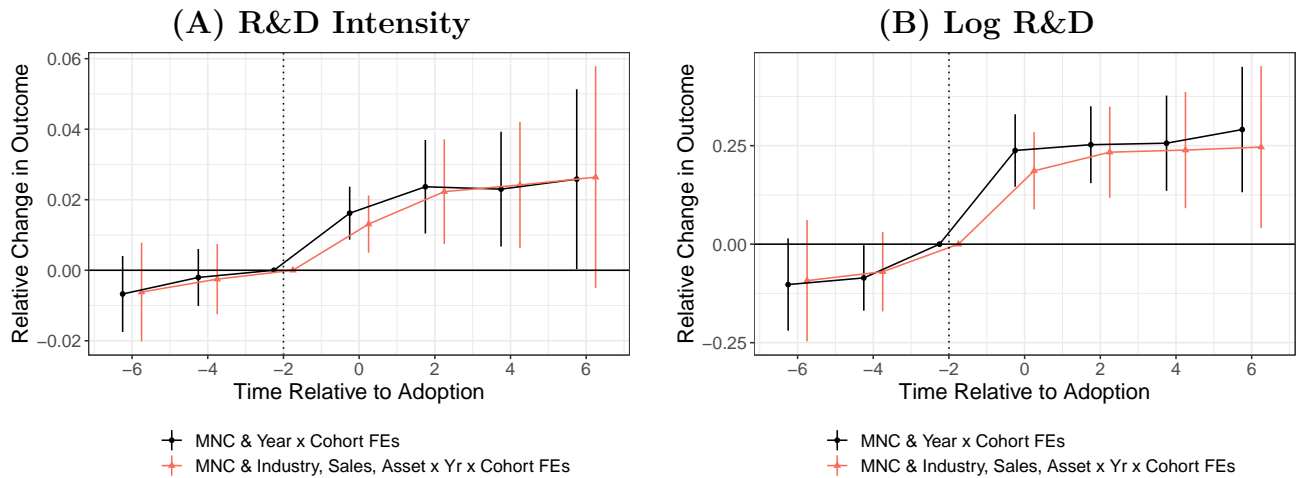 (A) R&D Intensity
Relative Change in Outcome
0.06
0.04
0.02
0.00
−0.02
−6 −4 −2 0 2 4 6
Time Relative to Adoption
MNC & Year x Cohort FEs
MNC & Industry, Sales, Asset x Yr x Cohort FEs
(B) Log R&D
Relative Change in Outcome
0.25
0.00
−0.25
−6 −4 −2 0 2 4 6
Time Relative to Adoption
MNC & Year x Cohort FEs
MNC & Industry, Sales, Asset x Yr x Cohort FEs